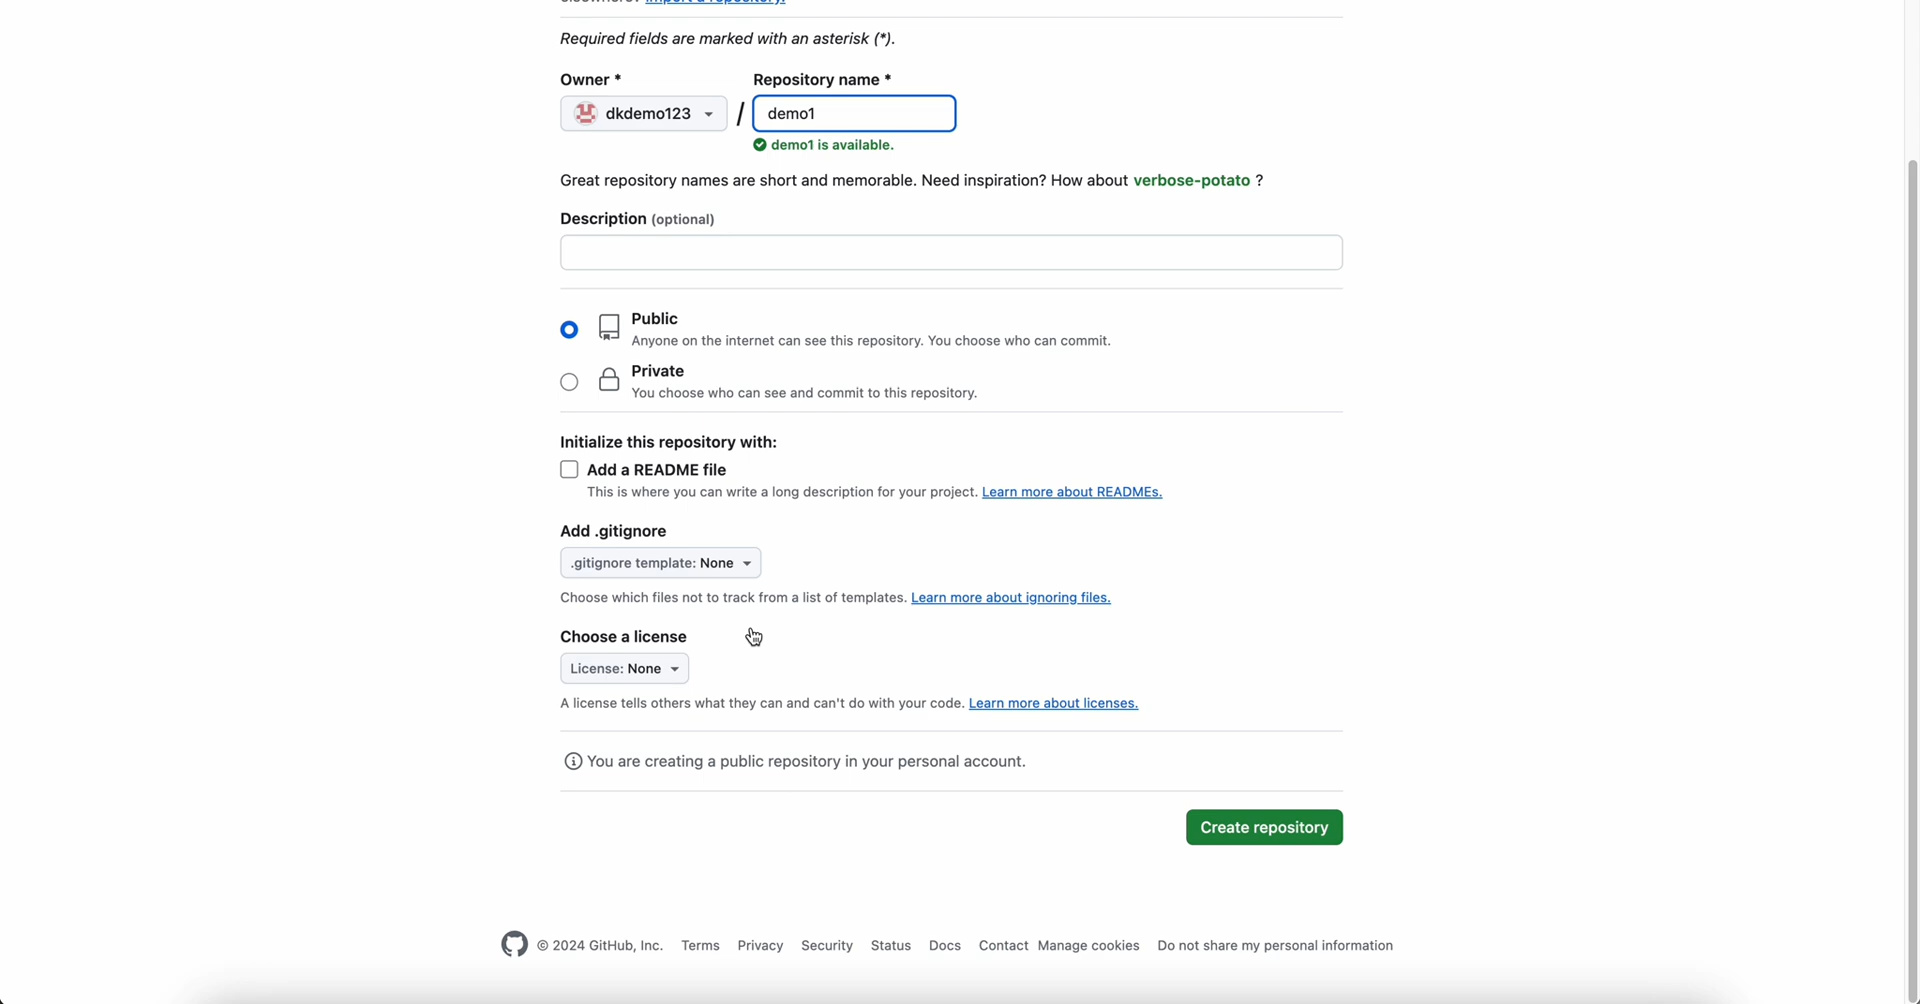 import a repository.
Required fields are marked with an asterisk (*).
Owner * Repository name *
dkdemo123 / demo1
demo1 is available.
Great repository names are short and memorable. Need inspiration? How about verbose-potato ?
Description (optional)
Public
Anyone on the internet can see this repository. You choose who can commit.
Private
You choose who can see and commit to this repository.
Initialize this repository with:
Add a README file
This is where you can write a long description for your project. Learn more about READMEs.
Add .gitignore
.gitignore template: None
Choose which files not to track from a list of templates. Learn more about ignoring files.
Choose a license
License: None
A license tells others what they can and can't do with your code. Learn more about licenses.
You are creating a public repository in your personal account.
Create repository
© 2024 GitHub, Inc. Terms Privacy Security Status Docs Contact Manage cookies Do not share my personal information